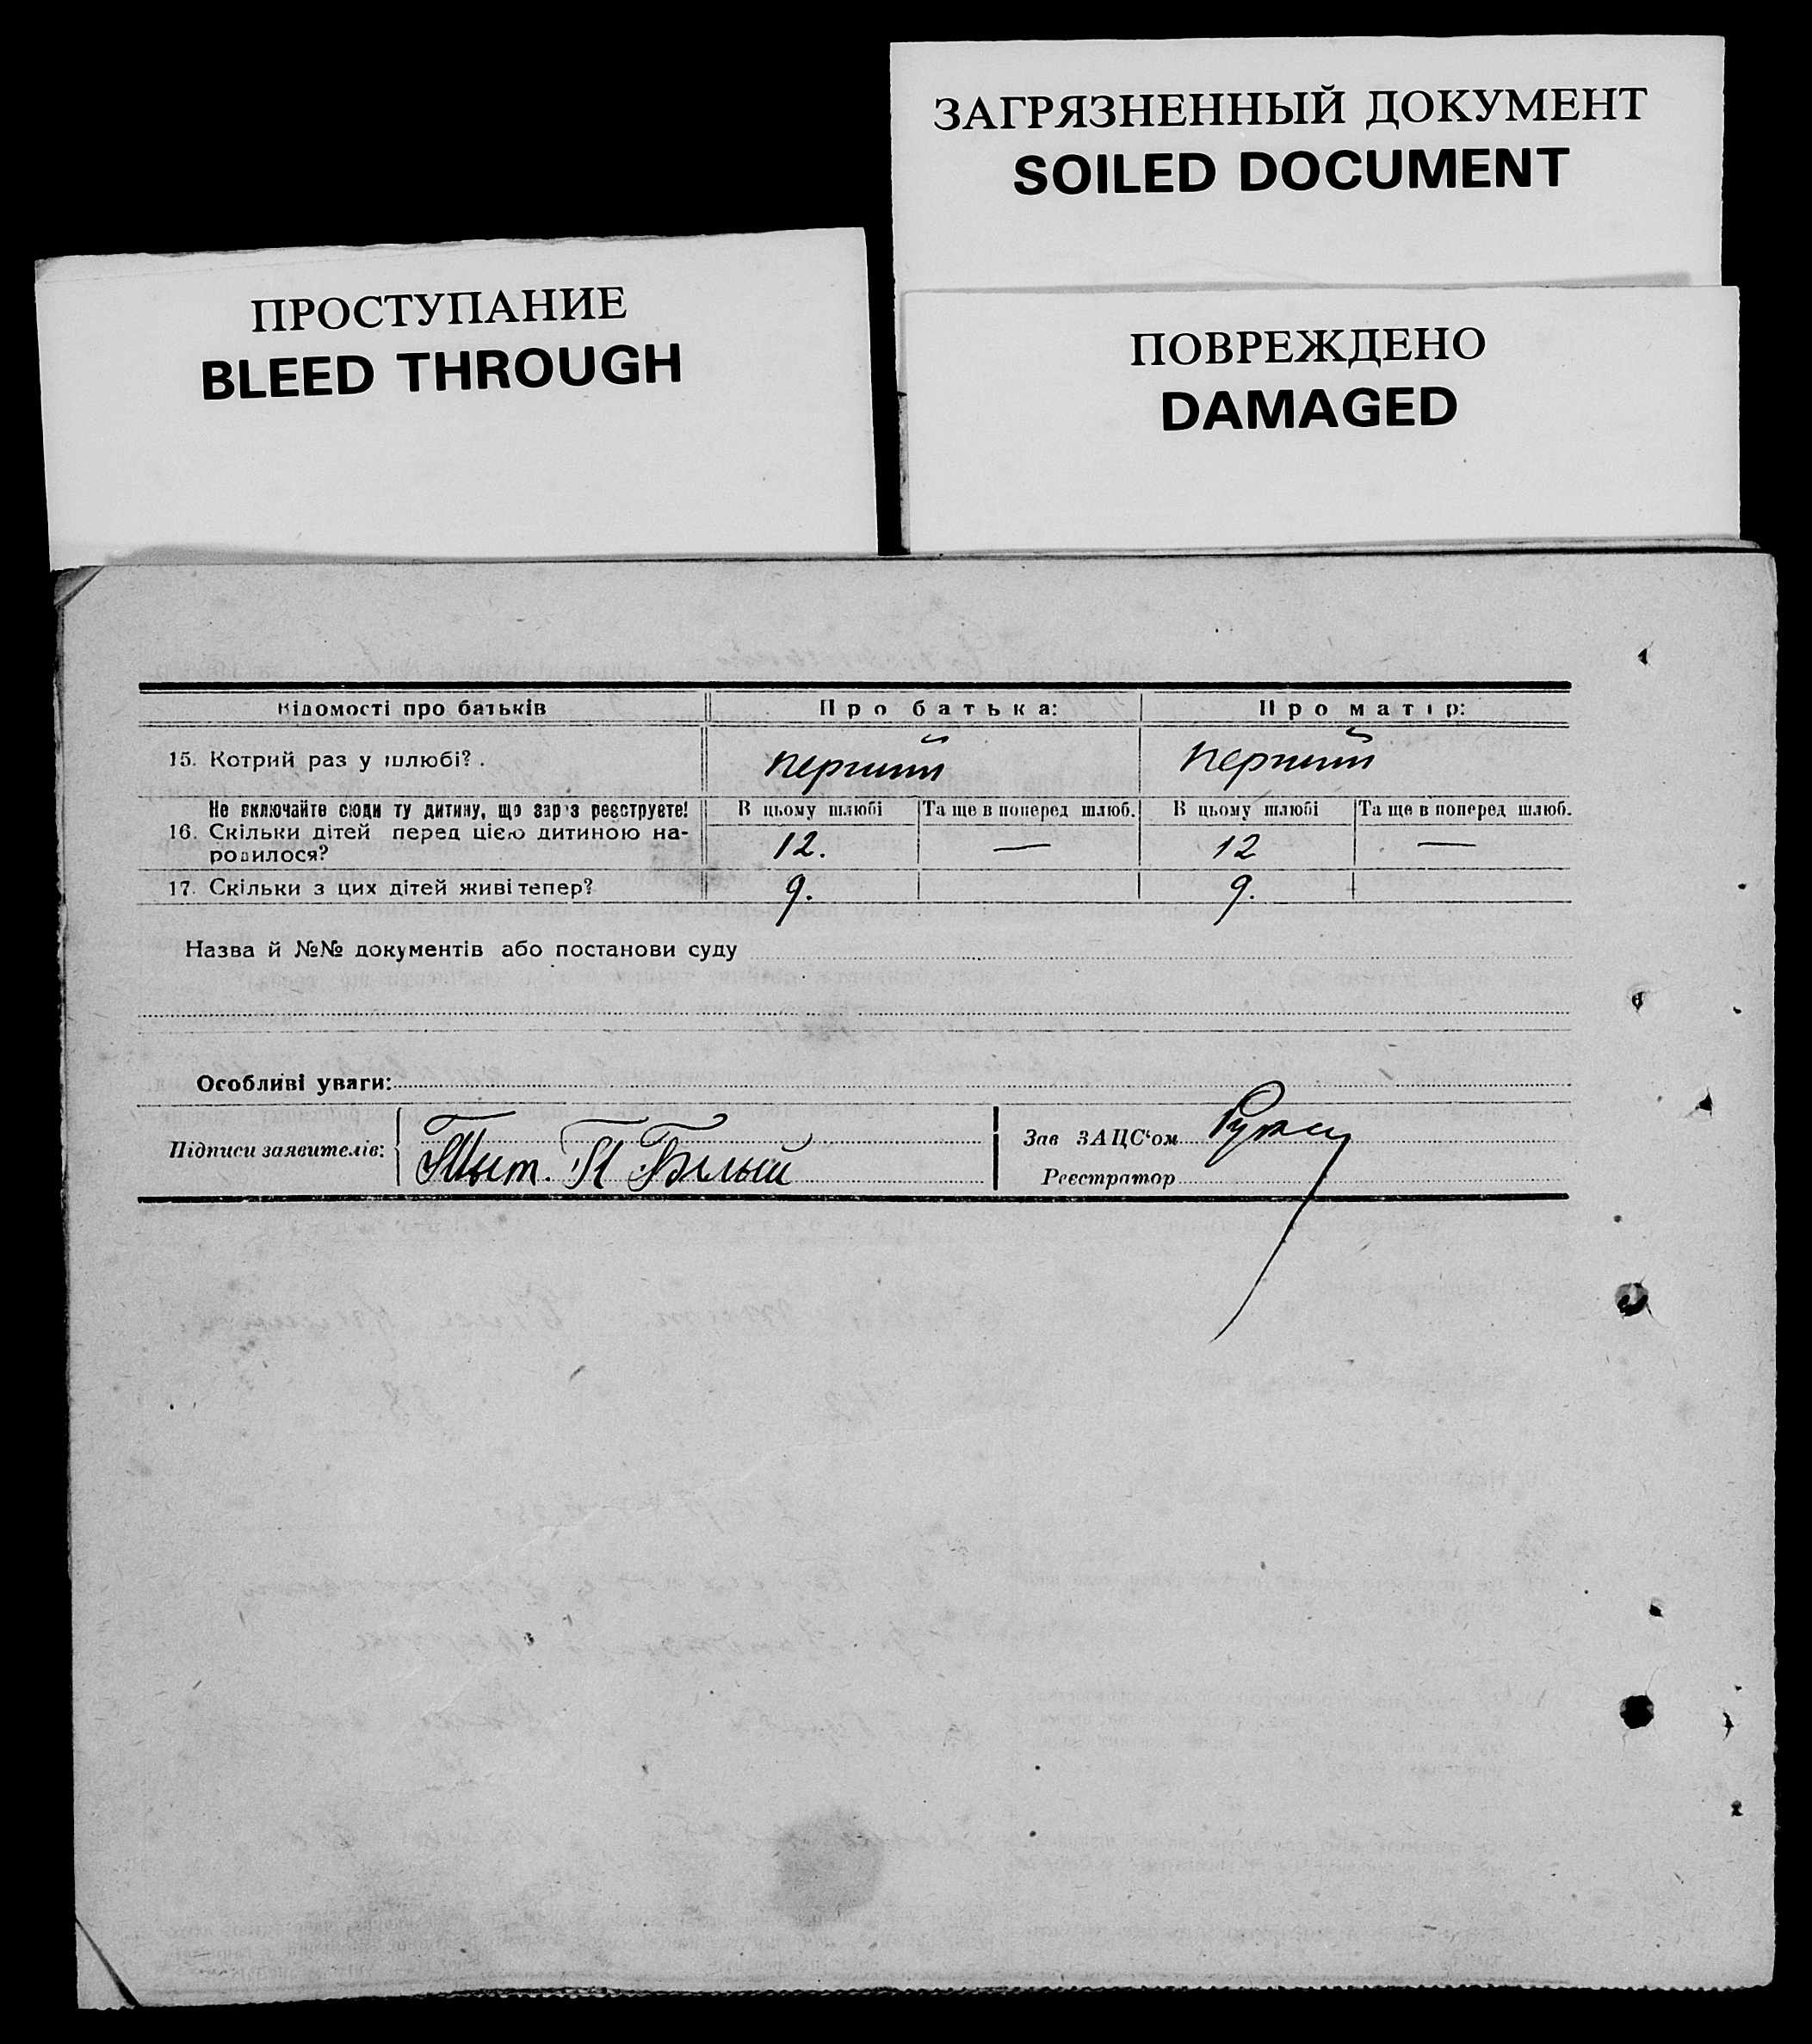 ЗАГРЯЗНЕННЫЙ ДОКУМЕНТ
SOILED DOCUMENT
ПРОСТУПАНИЕ
BLEED THROUGH
ПОВРЕЖДЕНО
DAMAGED
Відомості про батьків Про батька: Про матір:
15. Котрий раз у шлюбі?. перший перший
Не включайте сюди ту дитину, що зараз реєструєте! В цьому шлюбі Та ще в поперед шлюб. В цьому шлюбі Та ще в поперед шлюб.
16. Скільки дітей перед цією дитиною на-
родилося? 12. — 12 —
17. Скільки з цих дітей живі тепер? 9. 9.
Назва й №№ документів або постанови суду
Особливі уваги:
Підписи заявителів: Білый
Зав ЗАЦС‘ом
Реєстратор